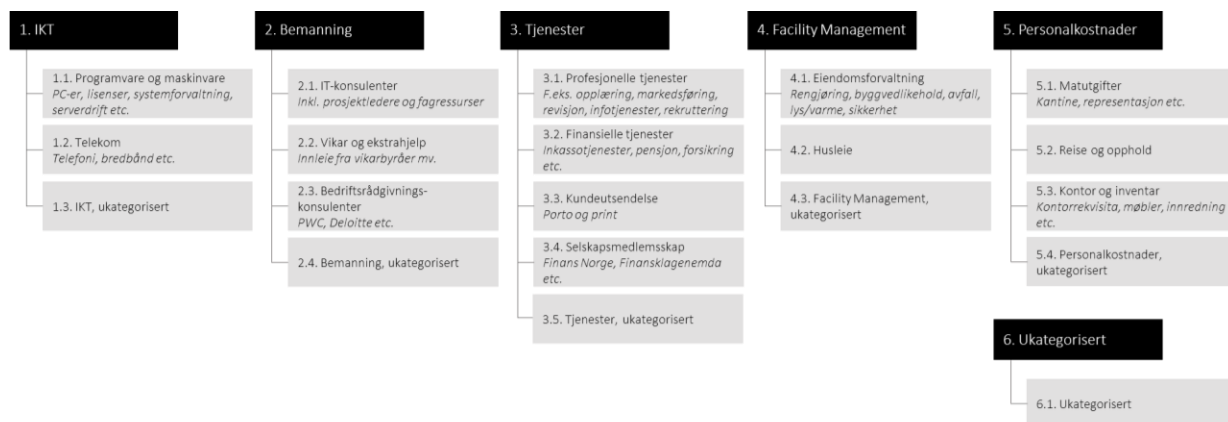 1. IKT
1.1. Programvare og maskinvare
PC-er, lisenser, systemforvaltning,
serverdrift etc.
1.2. Telekom
Telefoni, bredbånd etc.
1.3. IKT, ukategorisert
2. Bemanning
2.1. IT-konsulenter
Inkl. prosjektledere og fagressurser
2.2. Vikar og ekstrahjelp
Innleie fra vikarbyråer mv.
2.3. Bedriftsrådgivnings-
konsulenter
PWC, Deloitte etc.
2.4. Bemanning, ukategorisert
3. Tjenester
3.1. Profesjonelle tjenester
F.eks. opplæring, markedsføring,
revisjon, infotjenester, rekruttering
3.2. Finansielle tjenester
Inkassotjenester, pensjon, forsikring
etc.
3.3. Kundeutsendelse
Porto og print
3.4. Selskapsmedlemsskap
Finans Norge, Finansklagenemda
etc.
3.5. Tjenester, ukategorisert
4. Facility Management
4.1. Eiendomsforvaltning
Rengjøring, byggvedlikehold, avfall,
lys/varme, sikkerhet
4.2. Husleie
4.3. Facility Management,
ukategorisert
5. Personalkostnader
5.1. Matutgifter
Kantine, representasjon etc.
5.2. Reise og opphold
5.3. Kontor og inventar
Kontorrekvisita, møbler, innredning
etc.
5.4. Personalkostnader,
ukategorisert
6. Ukategorisert
6.1. Ukategorisert